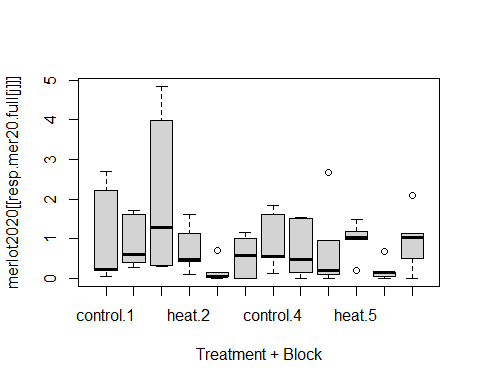 merlot2020[[resp.mer20.full[j]]]
5
4
3
2
1
0
control.1 heat.2 control.4 heat.5
Treatment + Block